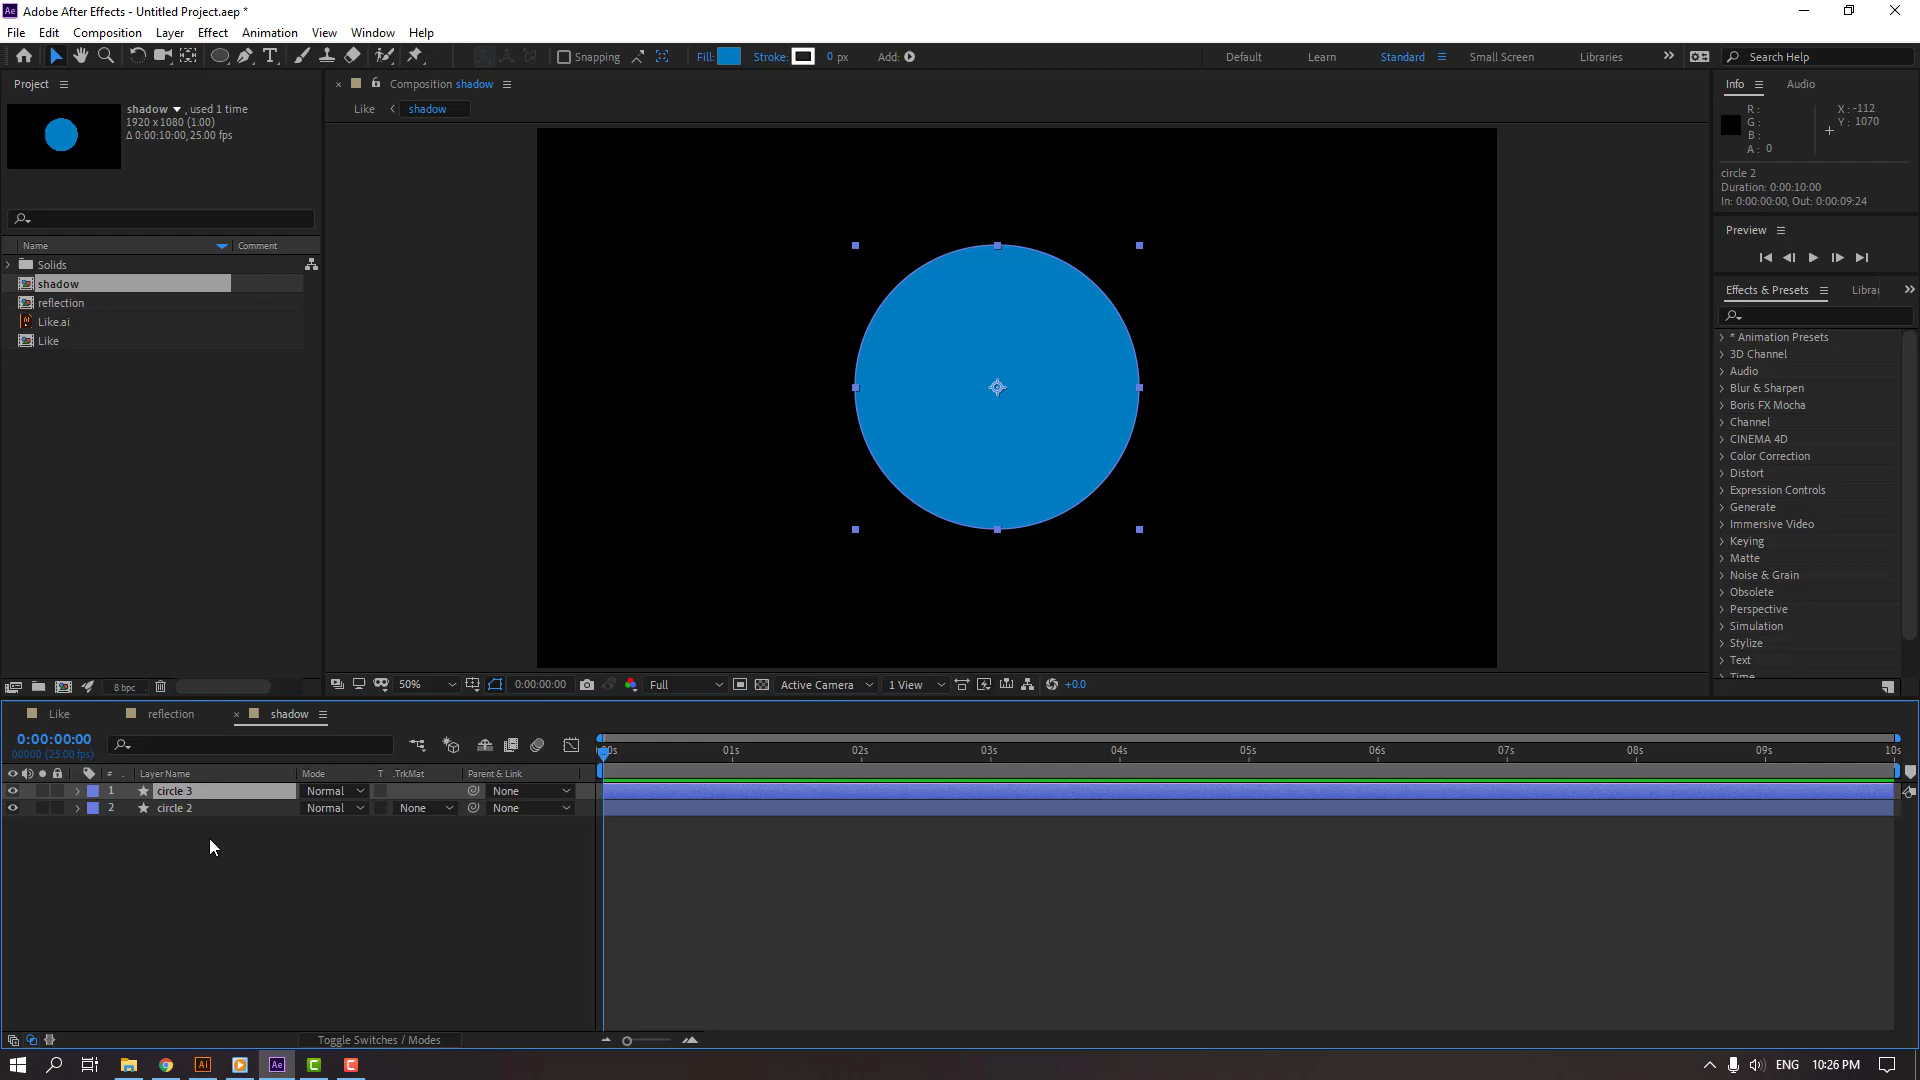 Adobe After Effects - Untitled Project.aep *
File Edit Composition Layer Effect Animation View Window Help
Snapping Fill: Stroke: 0 px Add: Default Learn Standard Small Screen Libraries Search Help
Project
shadow , used 1 time
1920 x 1080 (1.00)
Δ 0:00:10:00, 25.00 fps
Name Comment
Solids
shadow
reflection
Like.ai
Like
8 bpc
Composition shadow
Like shadow
50% 0:00:00:00 Full Active Camera 1 View +0.0
Info Audio
R :
G :
B :
A : 0
X : -112
Y : 1070
circle 2
Duration: 0:00:10:00
In: 0:00:00:00, Out: 0:00:09:24
Preview
Effects & Presets Librar
* Animation Presets
3D Channel
Audio
Blur & Sharpen
Boris FX Mocha
Channel
CINEMA 4D
Color Correction
Distort
Expression Controls
Generate
Immersive Video
Keying
Matte
Noise & Grain
Obsolete
Perspective
Simulation
Stylize
Text
Time
Like reflection shadow
0:00:00:00
00000 (25.00 fps)
00s 01s 02s 03s 04s 05s 06s 07s 08s 09s 10s
# Layer Name Mode T .TrkMat Parent & Link
1 circle 3 Normal None
2 circle 2 Normal None None
Toggle Switches / Modes
ENG 10:26 PM